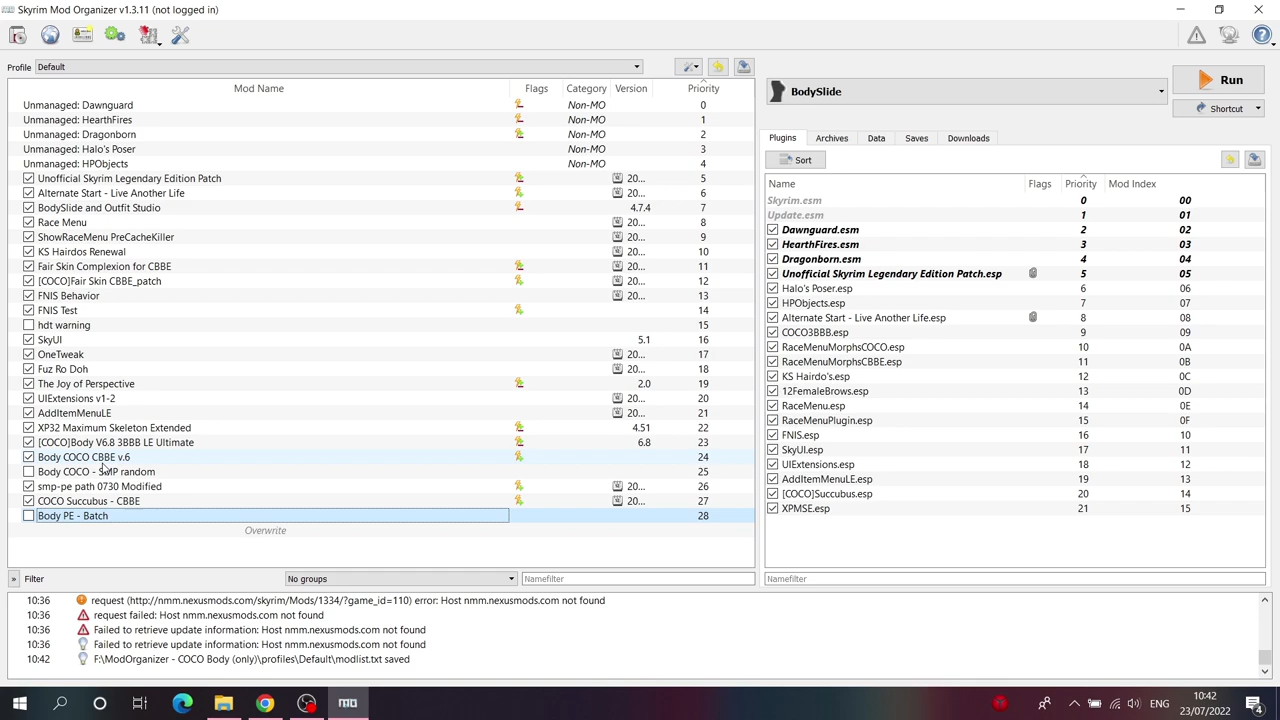 Skyrim Mod Organizer v1.3.11 (not logged in)
Profile Default
Mod Name Flags Category Version Priority
Unmanaged: Dawnguard Non-MO 0
Unmanaged: HearthFires Non-MO 1
Unmanaged: Dragonborn Non-MO 2
Unmanaged: Halo's Poser Non-MO 3
Unmanaged: HPObjects Non-MO 4
Unofficial Skyrim Legendary Edition Patch 20... 5
Alternate Start - Live Another Life 20... 6
BodySlide and Outfit Studio 4.7.4 7
Race Menu 20... 8
ShowRaceMenu PreCacheKiller 20... 9
KS Hairdos Renewal 20... 10
Fair Skin Complexion for CBBE 20... 11
[COCO]Fair Skin CBBE_patch 20... 12
FNIS Behavior 20... 13
FNIS Test 20... 14
hdt warning 15
SkyUI 5.1 16
OneTweak 20... 17
Fuz Ro Doh 20... 18
The Joy of Perspective 2.0 19
UIExtensions v1-2 20... 20
AddItemMenuLE 20... 21
XP32 Maximum Skeleton Extended 4.51 22
[COCO]Body V6.8 3BBB LE Ultimate 6.8 23
Body COCO CBBE v.6 24
Body COCO - SMP random 25
smp-pe path 0730 Modified 20... 26
COCO Succubus - CBBE 20... 27
Body PE - Batch 28
Overwrite
» Filter No groups Namefilter
BodySlide
Run
Shortcut
Plugins Archives Data Saves Downloads
Sort
Name Flags Priority Mod Index
Skyrim.esm 0 00
Update.esm 1 01
Dawnguard.esm 2 02
HearthFires.esm 3 03
Dragonborn.esm 4 04
Unofficial Skyrim Legendary Edition Patch.esp 5 05
Halo's Poser.esp 6 06
HPObjects.esp 7 07
Alternate Start - Live Another Life.esp 8 08
COCO3BBB.esp 9 09
RaceMenuMorphsCOCO.esp 10 0A
RaceMenuMorphsCBBE.esp 11 0B
KS Hairdo's.esp 12 0C
12FemaleBrows.esp 13 0D
RaceMenu.esp 14 0E
RaceMenuPlugin.esp 15 0F
FNIS.esp 16 10
SkyUI.esp 17 11
UIExtensions.esp 18 12
AddItemMenuLE.esp 19 13
[COCO]Succubus.esp 20 14
XPMSE.esp 21 15
Namefilter
10:36 request (http://nmm.nexusmods.com/skyrim/Mods/1334/?game_id=110) error: Host nmm.nexusmods.com not found
10:36 request failed: Host nmm.nexusmods.com not found
10:36 Failed to retrieve update information: Host nmm.nexusmods.com not found
10:36 Failed to retrieve update information: Host nmm.nexusmods.com not found
10:42 F:\ModOrganizer - COCO Body (only)\profiles\Default\modlist.txt saved
ENG
10:42
23/07/2022
4